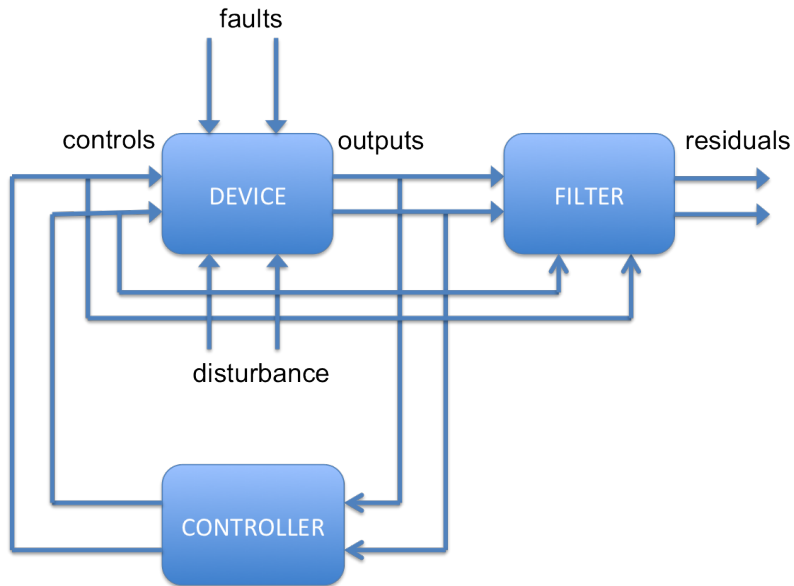 faults
controls
outputs
residuals
DEVICE
FILTER
disturbance
CONTROLLER